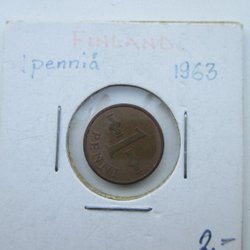 FINLAND
1 penniä 1963
1
PENNI
2.-